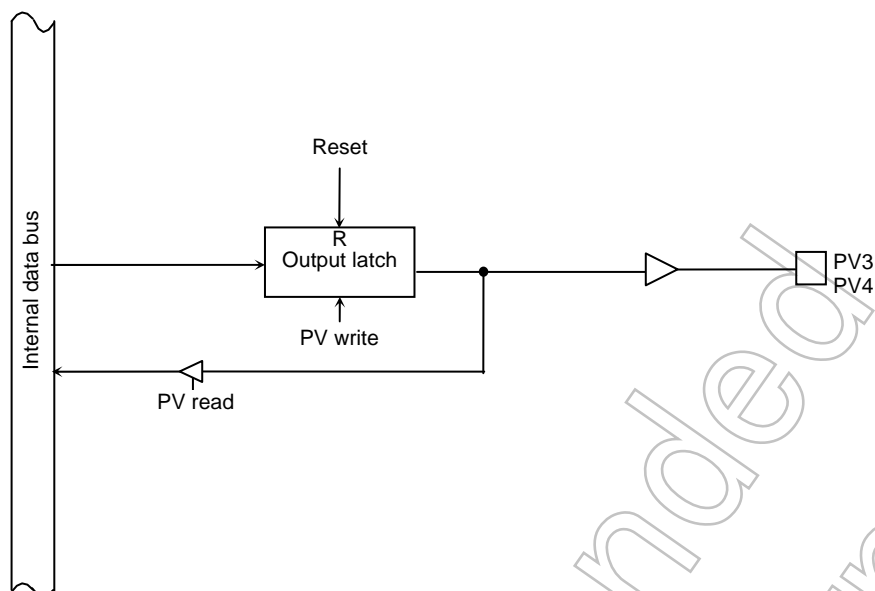 Reset
R
Output latch
PV3
PV4
Internal data bus
PV write
PV read